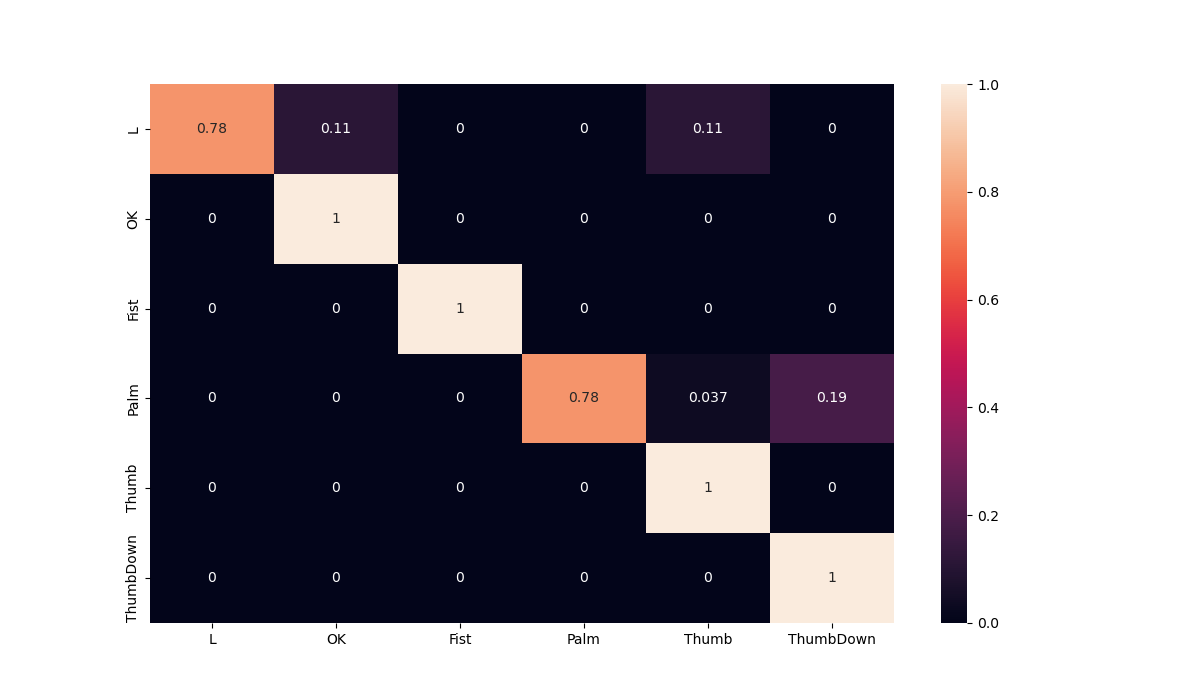 1.0
L 0.78 0.11 0 0 0.11 0
0.8
OK 0 1 0 0 0 0
Fist 0 0 1 0 0 0
0.6
Palm 0 0 0 0.78 0.037 0.19
0.4
Thumb 0 0 0 0 1 0
0.2
ThumbDown 0 0 0 0 0 1
0.0
L OK Fist Palm Thumb ThumbDown